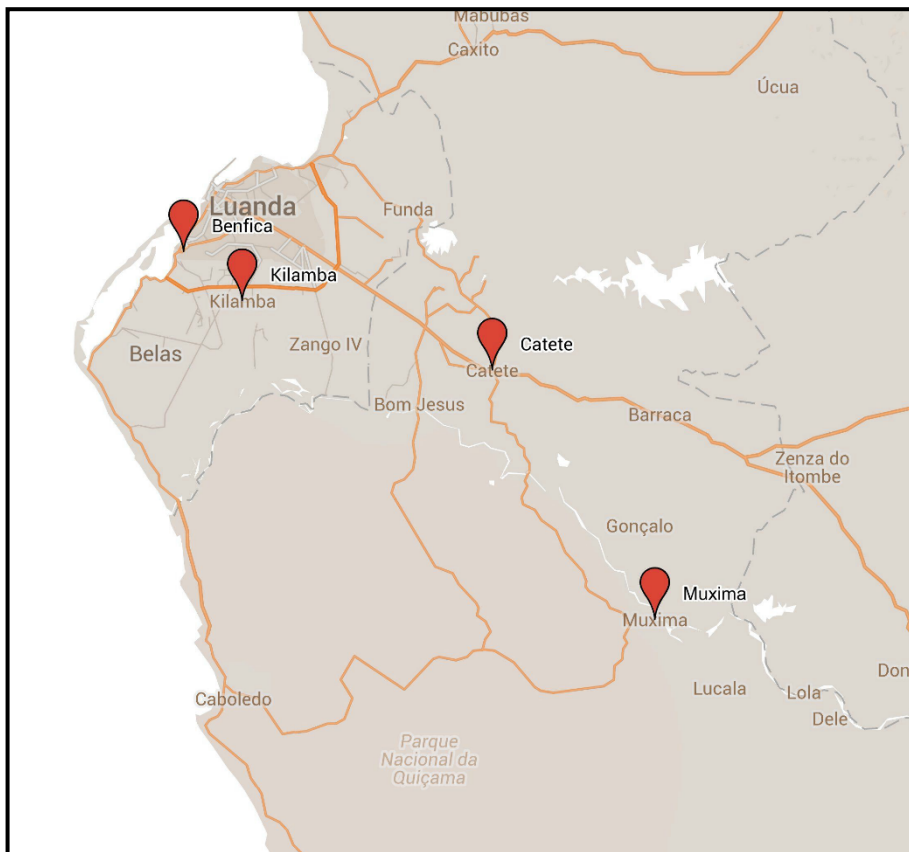 Mabubas
Caxito
Úcua
Luanda
Funda
Benfica
Kilamba
Kilamba
Belas
Zango IV
Catete
Catete
Bom Jesus
Barraca
Zenza do
Itombe
Gonçalo
Muxima
Muxima
Caboledo
Lucala
Lola
Don
Dele
Parque
Nacional da
Quiçama